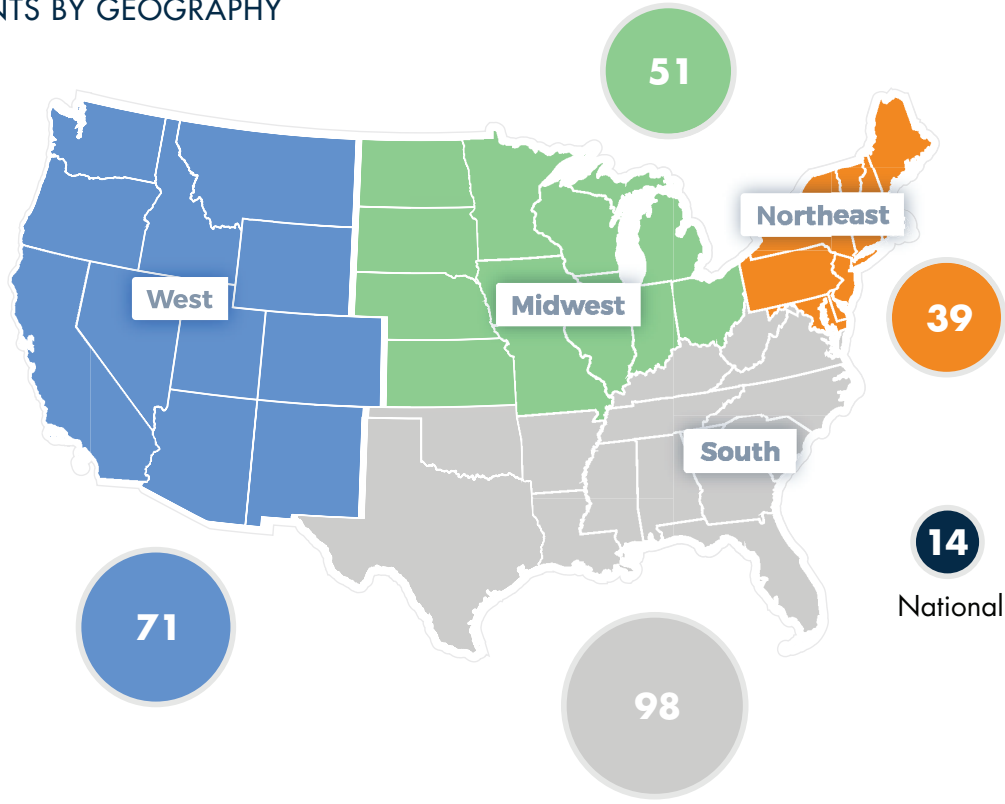 NTS BY GEOGRAPHY
51
Northeast
West
Midwest
39
South
14
National
71
98